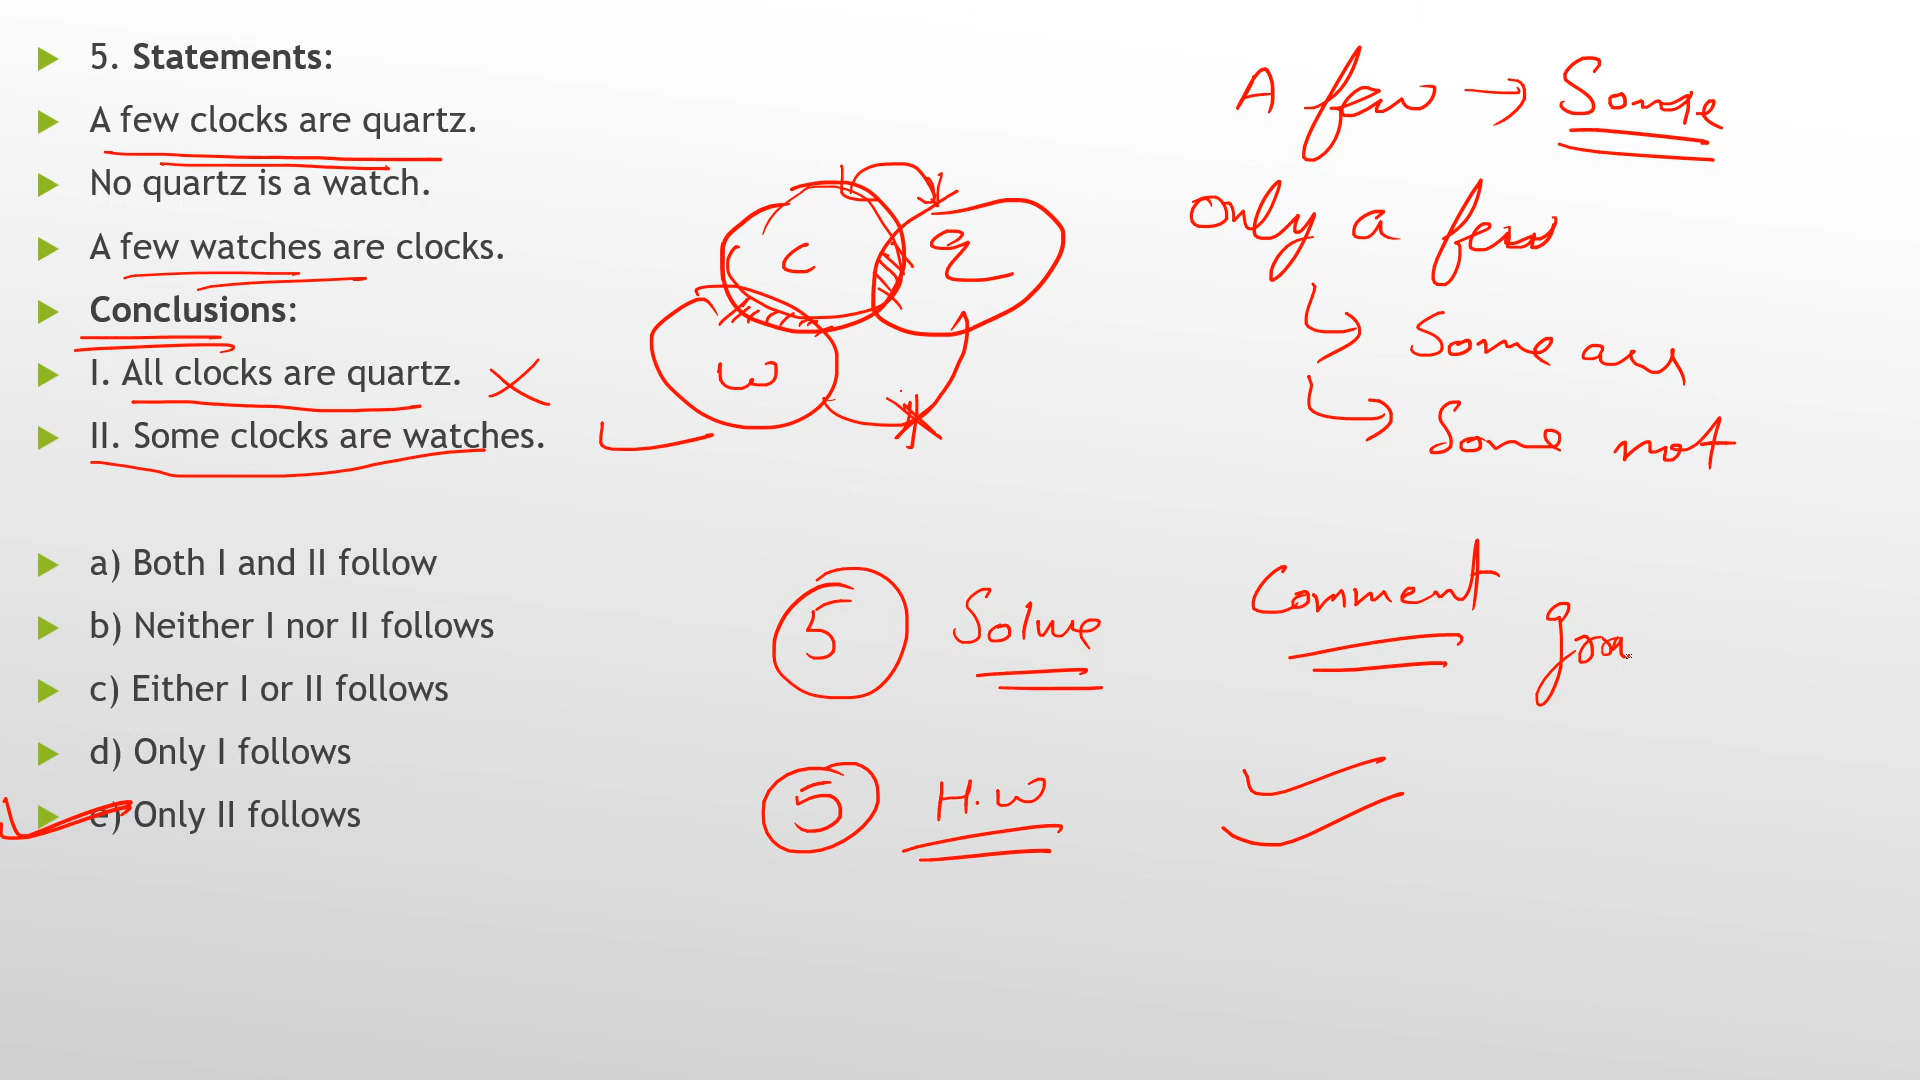 5. Statements:
A few clocks are quartz.
No quartz is a watch.
A few watches are clocks.
Conclusions:
I. All clocks are quartz.
II. Some clocks are watches.
a) Both I and II follow
b) Neither I nor II follows
c) Either I or II follows
d) Only I follows
e) Only II follows
C
q
w
A few → Some
only a few
Some are
Some not
5 Solve
Comment
5 H.W